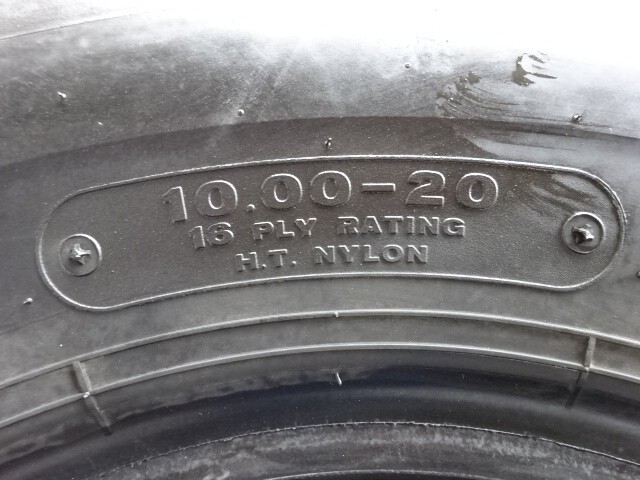 10.00-20
16 PLY RATING
H.T. NYLON